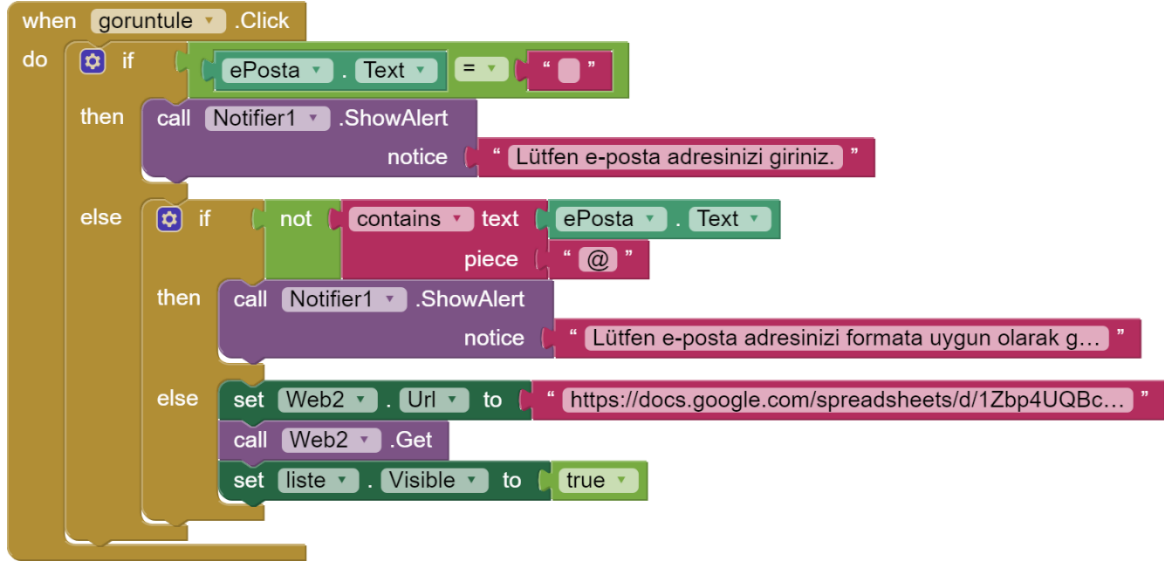 when goruntule .Click
do if ePosta . Text = " "
then call Notifier1 .ShowAlert
notice " Lütfen e-posta adresinizi giriniz. "
else if not contains text ePosta . Text
piece " @ "
then call Notifier1 .ShowAlert
notice " Lütfen e-posta adresinizi formata uygun olarak g... "
else set Web2 . Url to " https://docs.google.com/spreadsheets/d/1Zbp4UQBc... "
call Web2 .Get
set liste . Visible to true